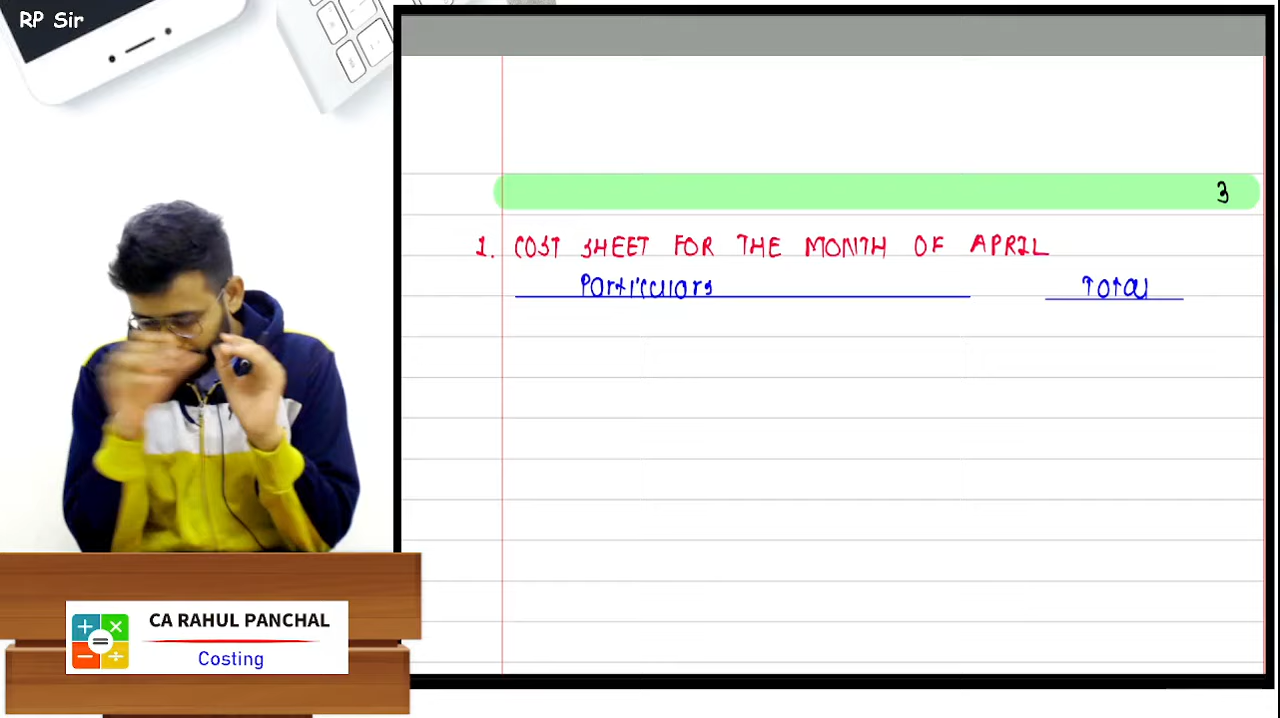 RP Sir
3
1. COST SHEET FOR THE MONTH OF APRIL
Particulars Total
CA RAHUL PANCHAL
Costing